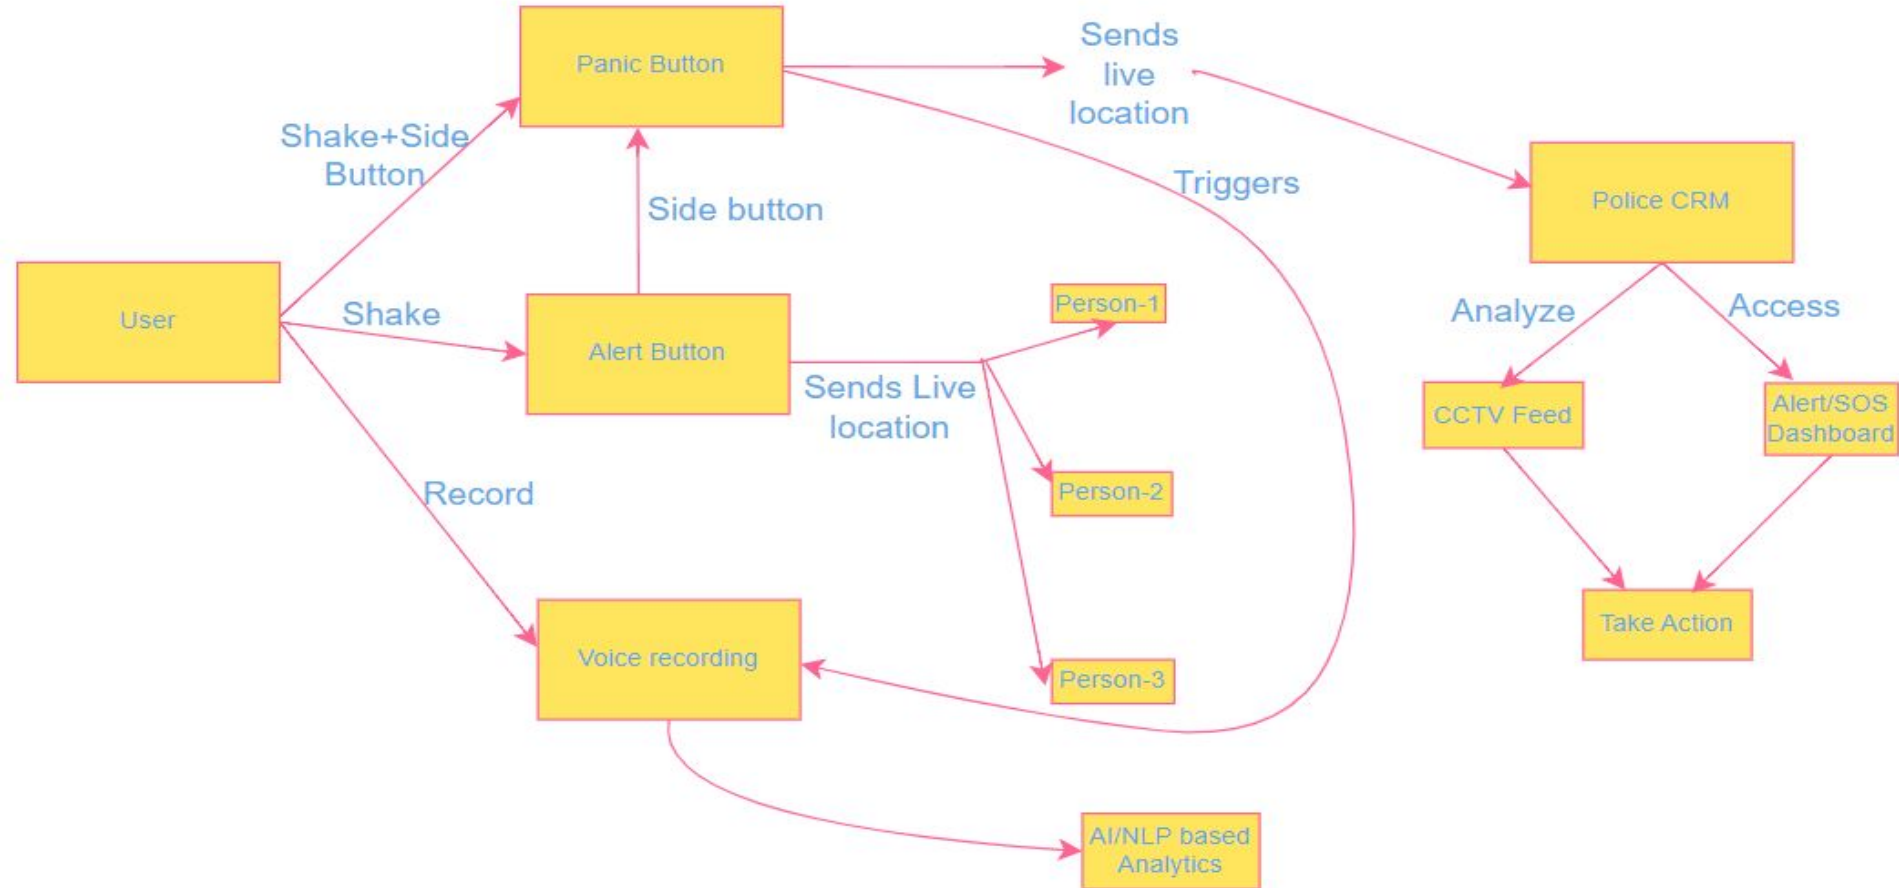 Panic Button
Sends
live
location
Shake+Side
Button
Triggers
Side button
Police CRM
User
Shake
Alert Button
Person-1
Analyze
Access
Sends Live
location
CCTV Feed
Alert/SOS
Dashboard
Record
Person-2
Take Action
Voice recording
Person-3
AI/NLP based
Analytics